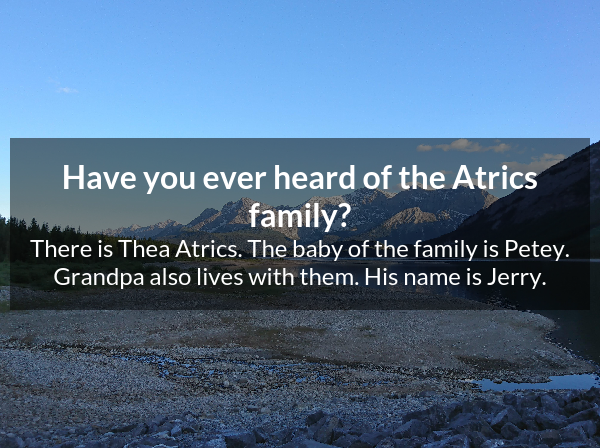 Have you ever heard of the Atrics
family?
There is Thea Atrics. The baby of the family is Petey.
Grandpa also lives with them. His name is Jerry.